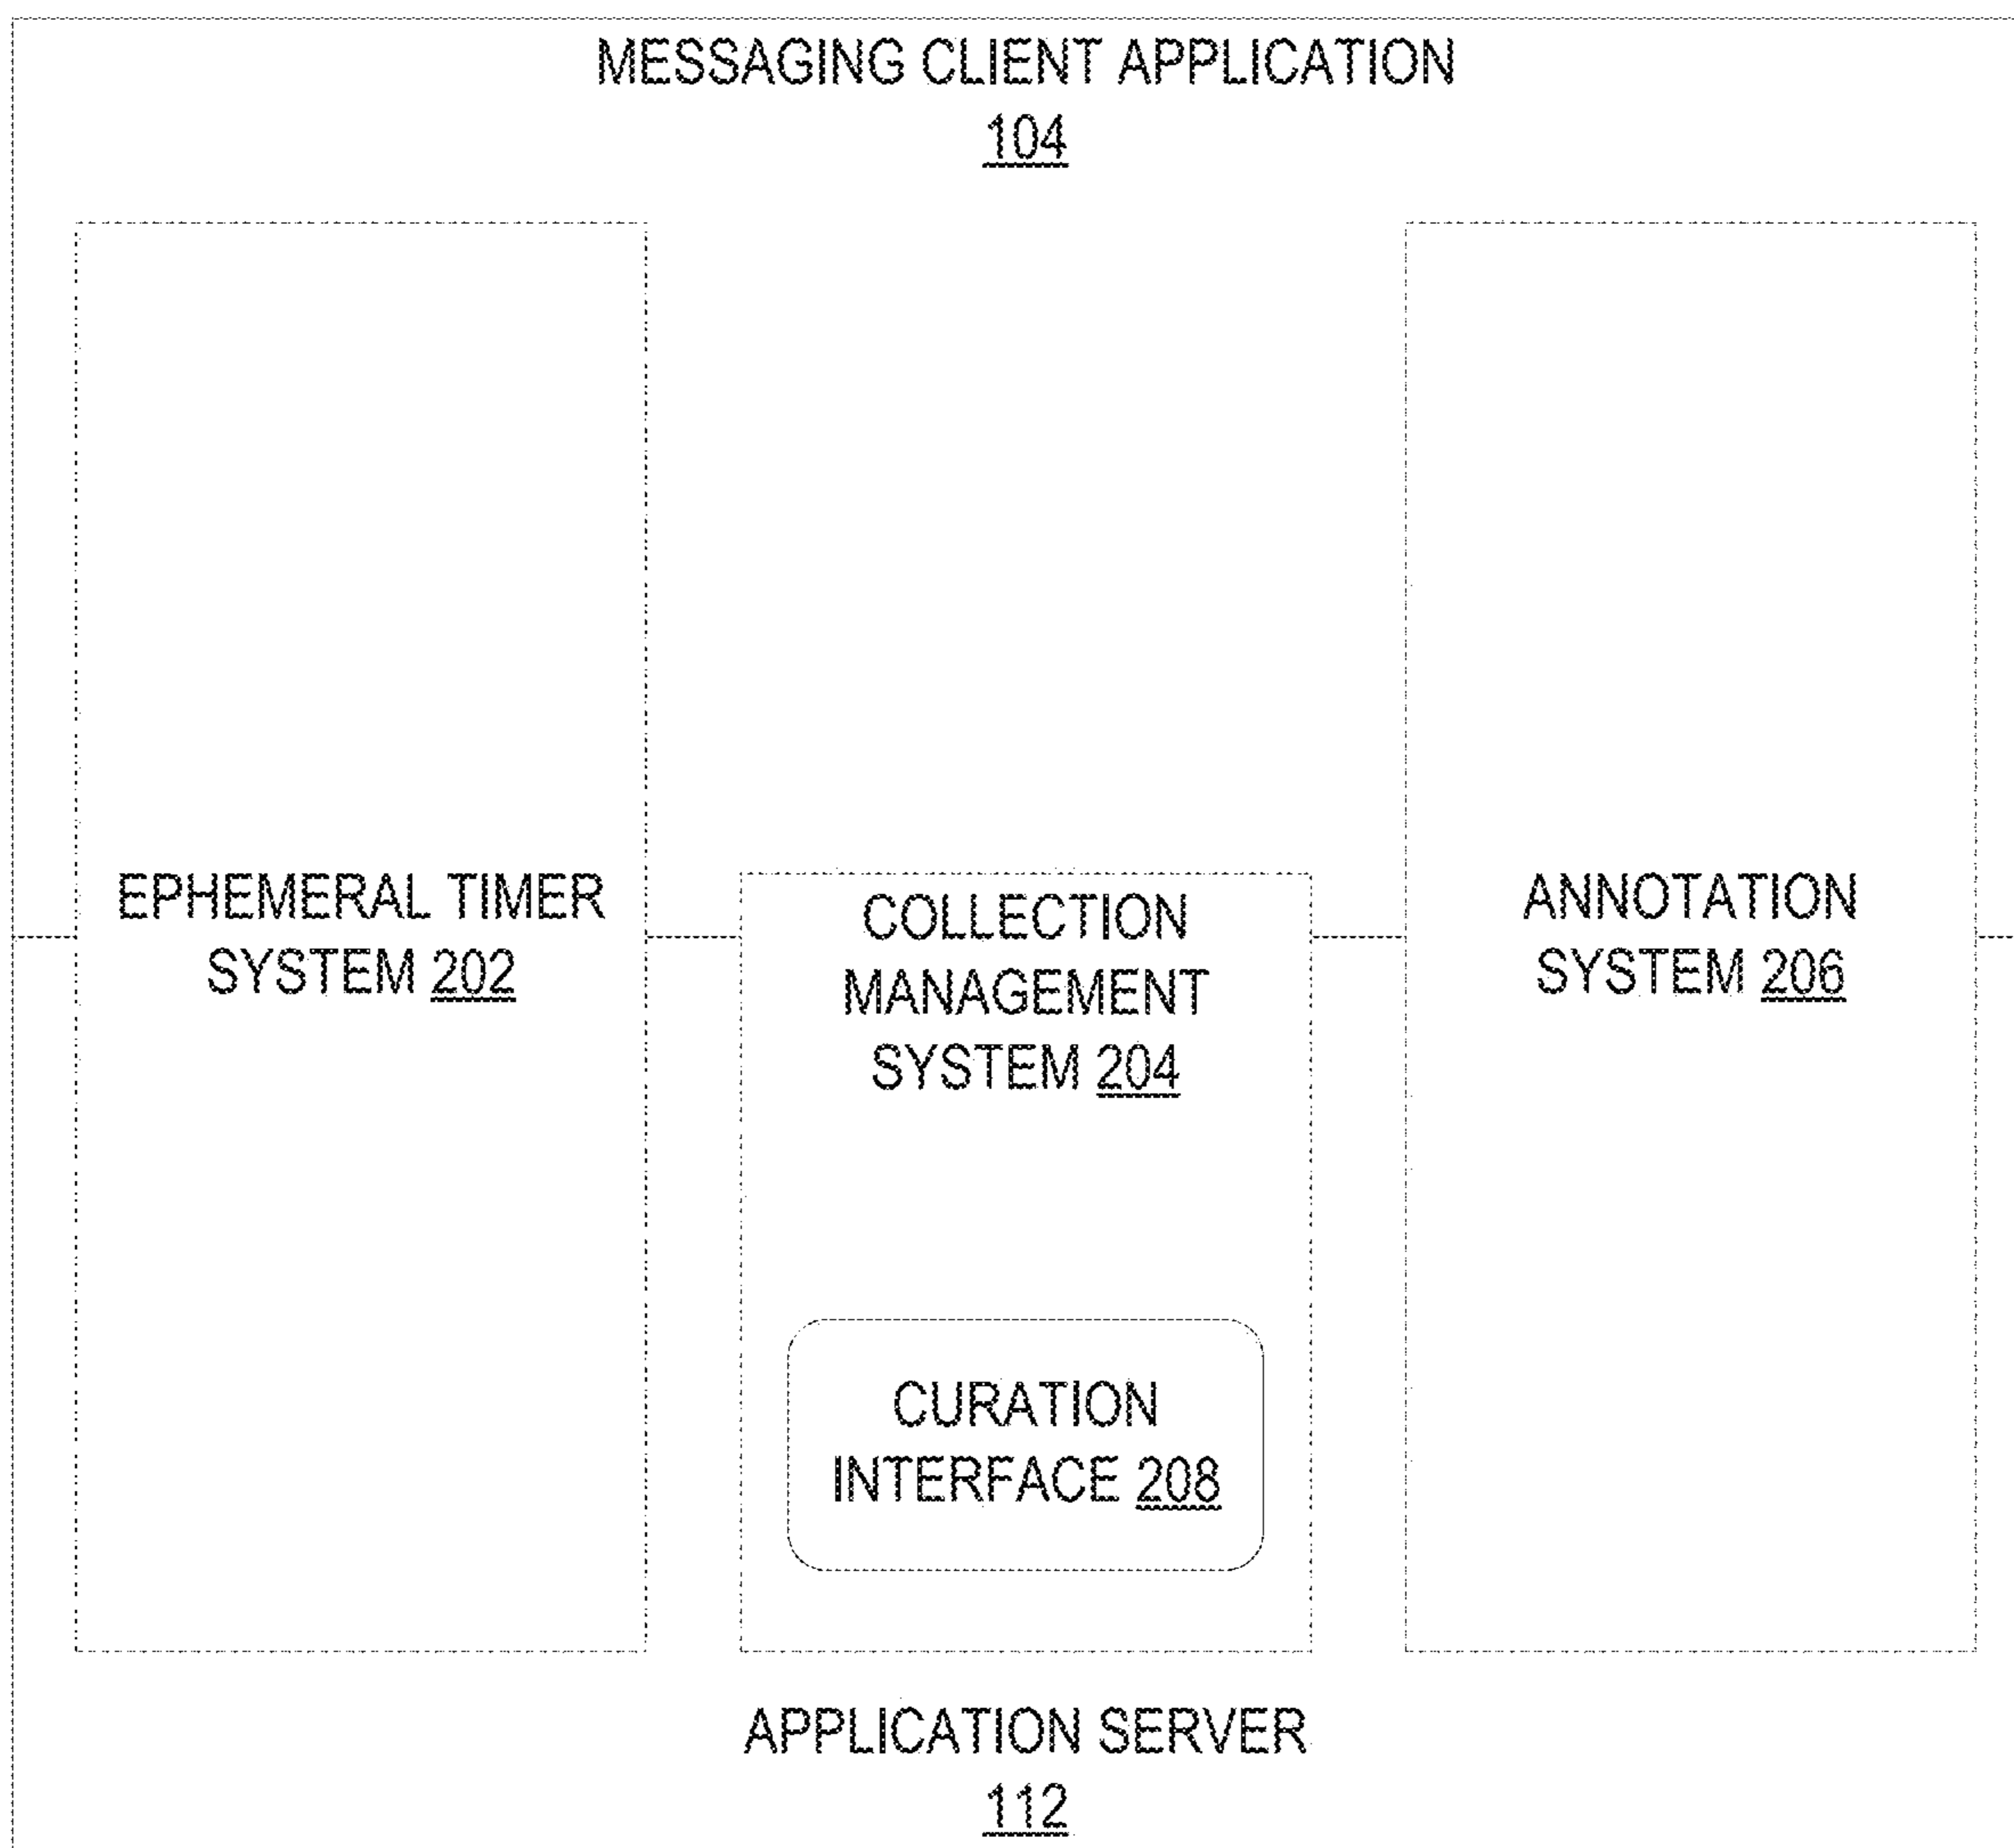 MESSAGING CLIENT APPLICATION
104
EPHEMERAL TIMER
SYSTEM 202
COLLECTION
MANAGEMENT
SYSTEM 204
CURATION
INTERFACE 208
ANNOTATION
SYSTEM 206
APPLICATION SERVER
112